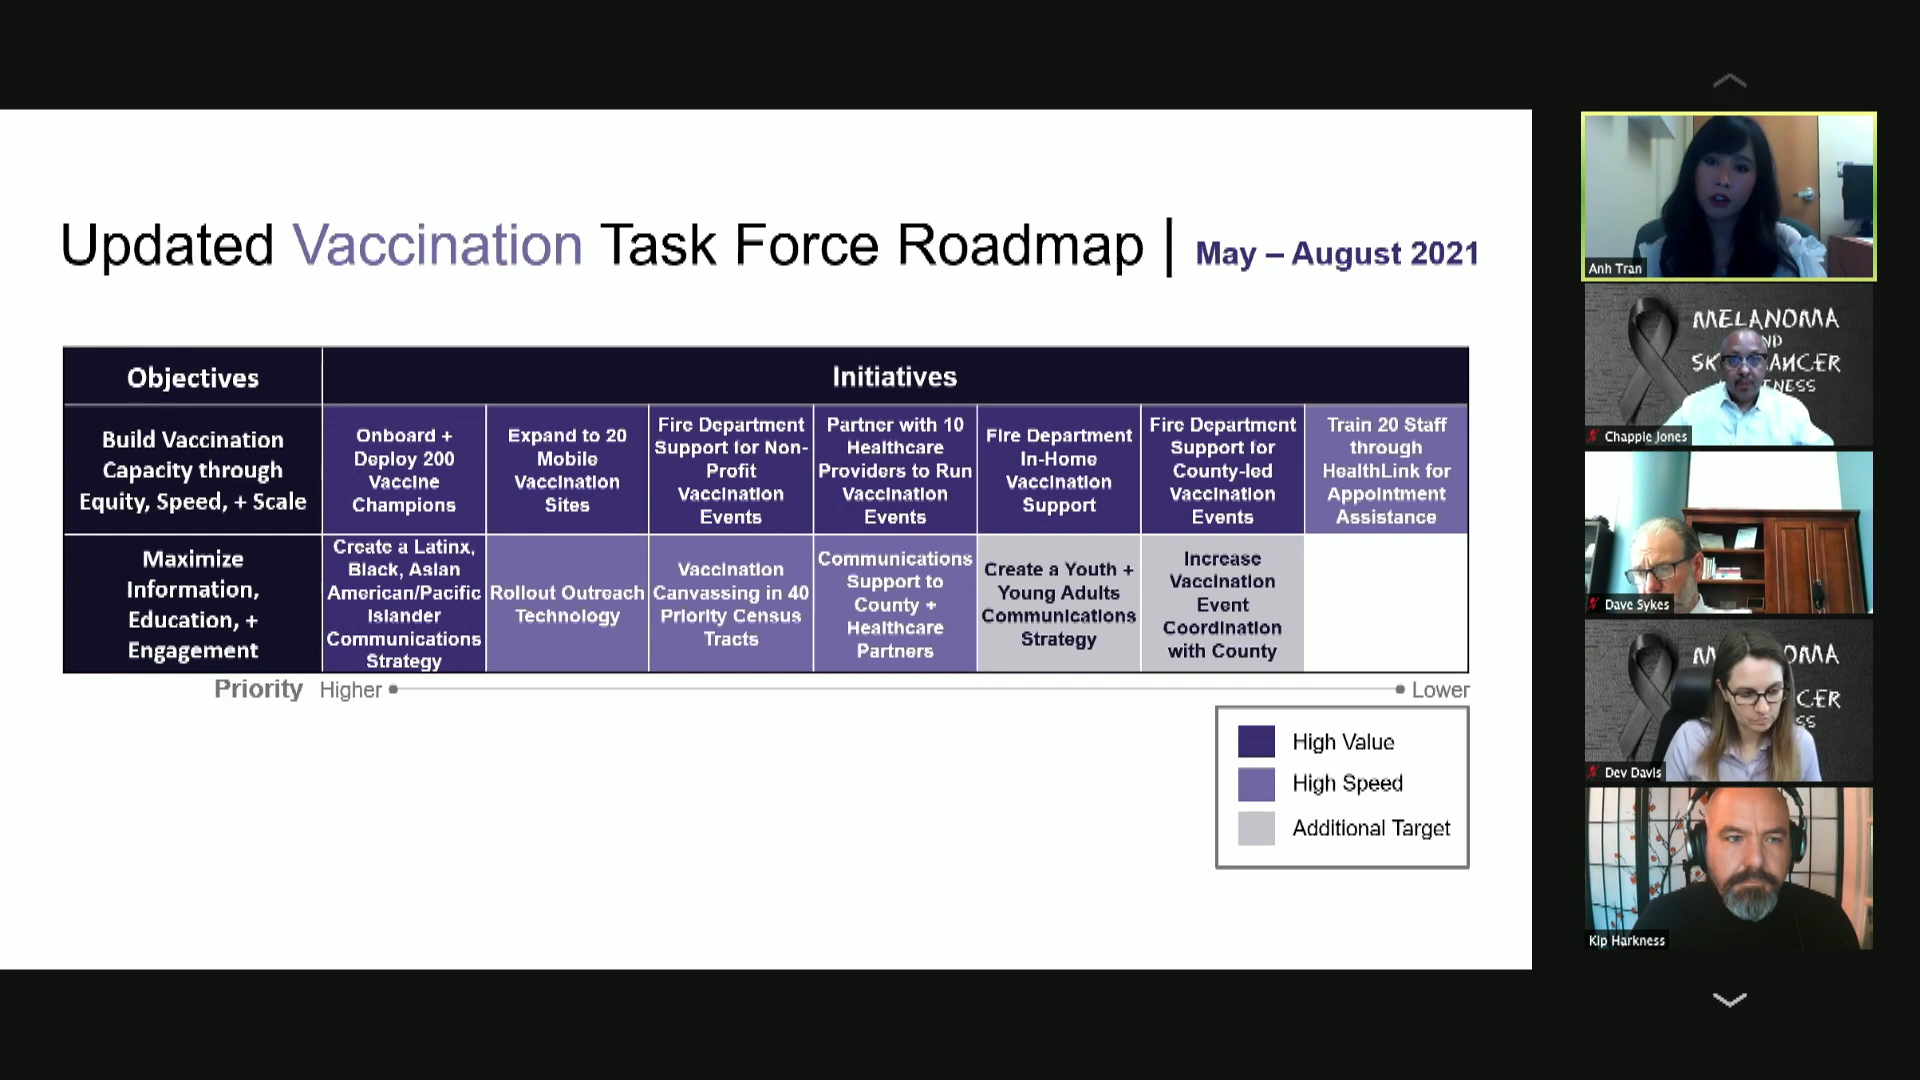 Updated Vaccination Task Force Roadmap | May – August 2021
Objectives
Initiatives
Build Vaccination
Capacity through
Equity, Speed, + Scale
Onboard +
Deploy 200
Vaccine
Champions
Expand to 20
Mobile
Vaccination
Sites
Fire Department
Support for Non-
Profit
Vaccination
Events
Partner with 10
Healthcare
Providers to Run
Vaccination
Events
Fire Department
In-Home
Vaccination
Support
Fire Department
Support for
County-led
Vaccination
Events
Train 20 Staff
through
HealthLink for
Appointment
Assistance
Maximize
Information,
Education, +
Engagement
Create a Latinx,
Black, Asian
American/Pacific
Islander
Communications
Strategy
Rollout Outreach
Technology
Vaccination
Canvassing in 40
Priority Census
Tracts
Communications
Support to
County +
Healthcare
Partners
Create a Youth +
Young Adults
Communications
Strategy
Increase
Vaccination
Event
Coordination
with County
Priority Higher Lower
High Value
High Speed
Additional Target
Anh Tran
MELANOMA
Chappie Jones
Dave Sykes
Dev Davis
Kip Harkness